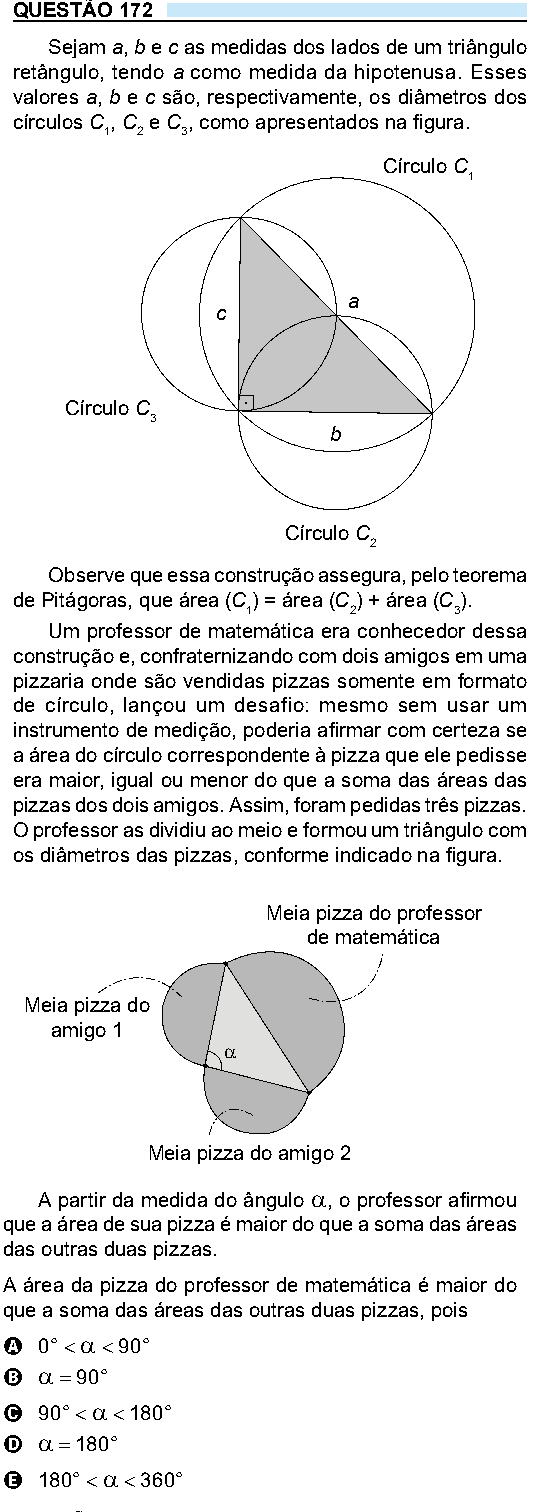 QUESTÃO 172
Sejam a, b e c as medidas dos lados de um triângulo
retângulo, tendo a como medida da hipotenusa. Esses
valores a, b e c são, respectivamente, os diâmetros dos
círculos C₁, C₂ e C₃, como apresentados na figura.
Círculo C₁
a
c
Círculo C₃
b
Círculo C₂
Observe que essa construção assegura, pelo teorema
de Pitágoras, que área (C₁) = área (C₂) + área (C₃).
Um professor de matemática era conhecedor dessa
construção e, confraternizando com dois amigos em uma
pizzaria onde são vendidas pizzas somente em formato
de círculo, lançou um desafio: mesmo sem usar um
instrumento de medição, poderia afirmar com certeza se
a área do círculo correspondente à pizza que ele pedisse
era maior, igual ou menor do que a soma das áreas das
pizzas dos dois amigos. Assim, foram pedidas três pizzas.
O professor as dividiu ao meio e formou um triângulo com
os diâmetros das pizzas, conforme indicado na figura.
Meia pizza do professor
de matemática
Meia pizza do
amigo 1
α
Meia pizza do amigo 2
A partir da medida do ângulo α, o professor afirmou
que a área de sua pizza é maior do que a soma das áreas
das outras duas pizzas.
A área da pizza do professor de matemática é maior do
que a soma das áreas das outras duas pizzas, pois
A 0° < α < 90°
B α = 90°
C 90° < α < 180°
D α = 180°
E 180° < α < 360°